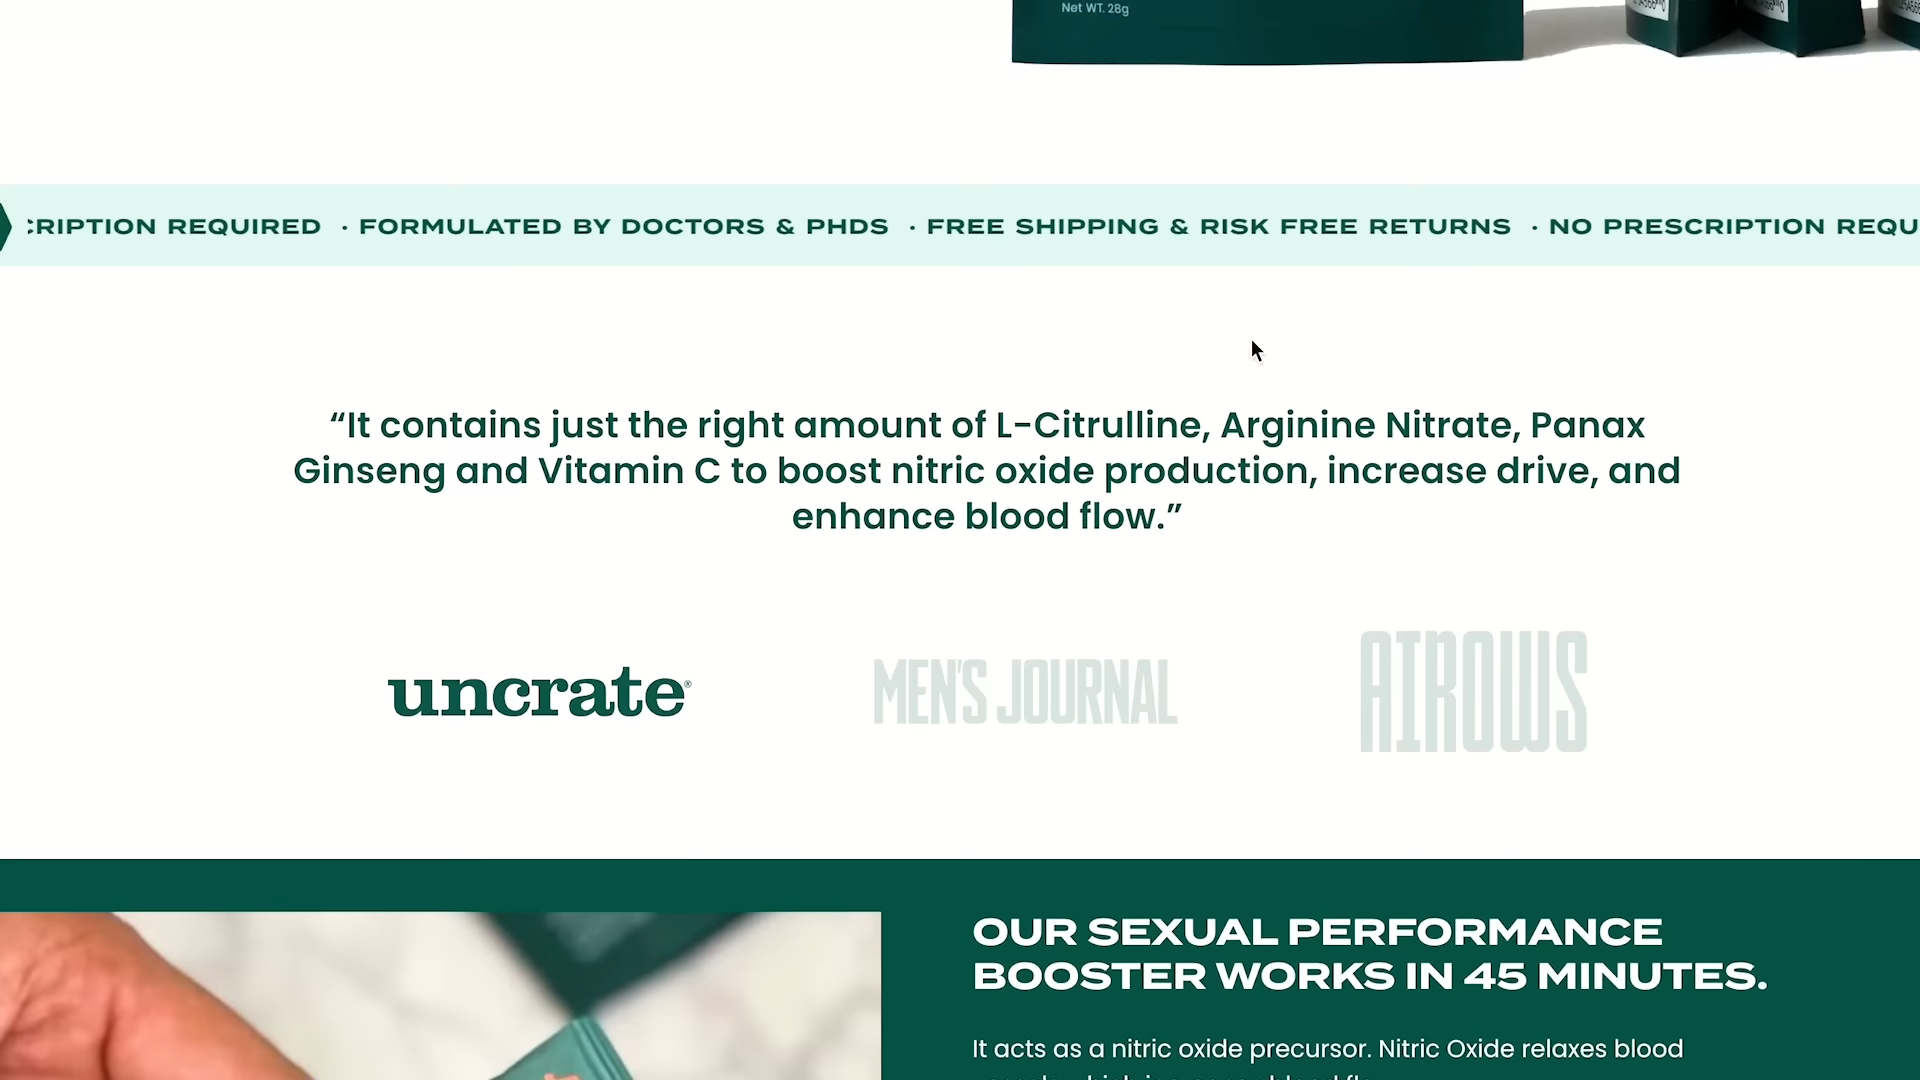 Net WT. 28g
CRIPTION REQUIRED · FORMULATED BY DOCTORS & PHDS · FREE SHIPPING & RISK FREE RETURNS · NO PRESCRIPTION REQU
“It contains just the right amount of L-Citrulline, Arginine Nitrate, Panax
Ginseng and Vitamin C to boost nitric oxide production, increase drive, and
enhance blood flow.”
uncrate®
MEN'S JOURNAL
AIROWS
OUR SEXUAL PERFORMANCE
BOOSTER WORKS IN 45 MINUTES.
It acts as a nitric oxide precursor. Nitric Oxide relaxes blood